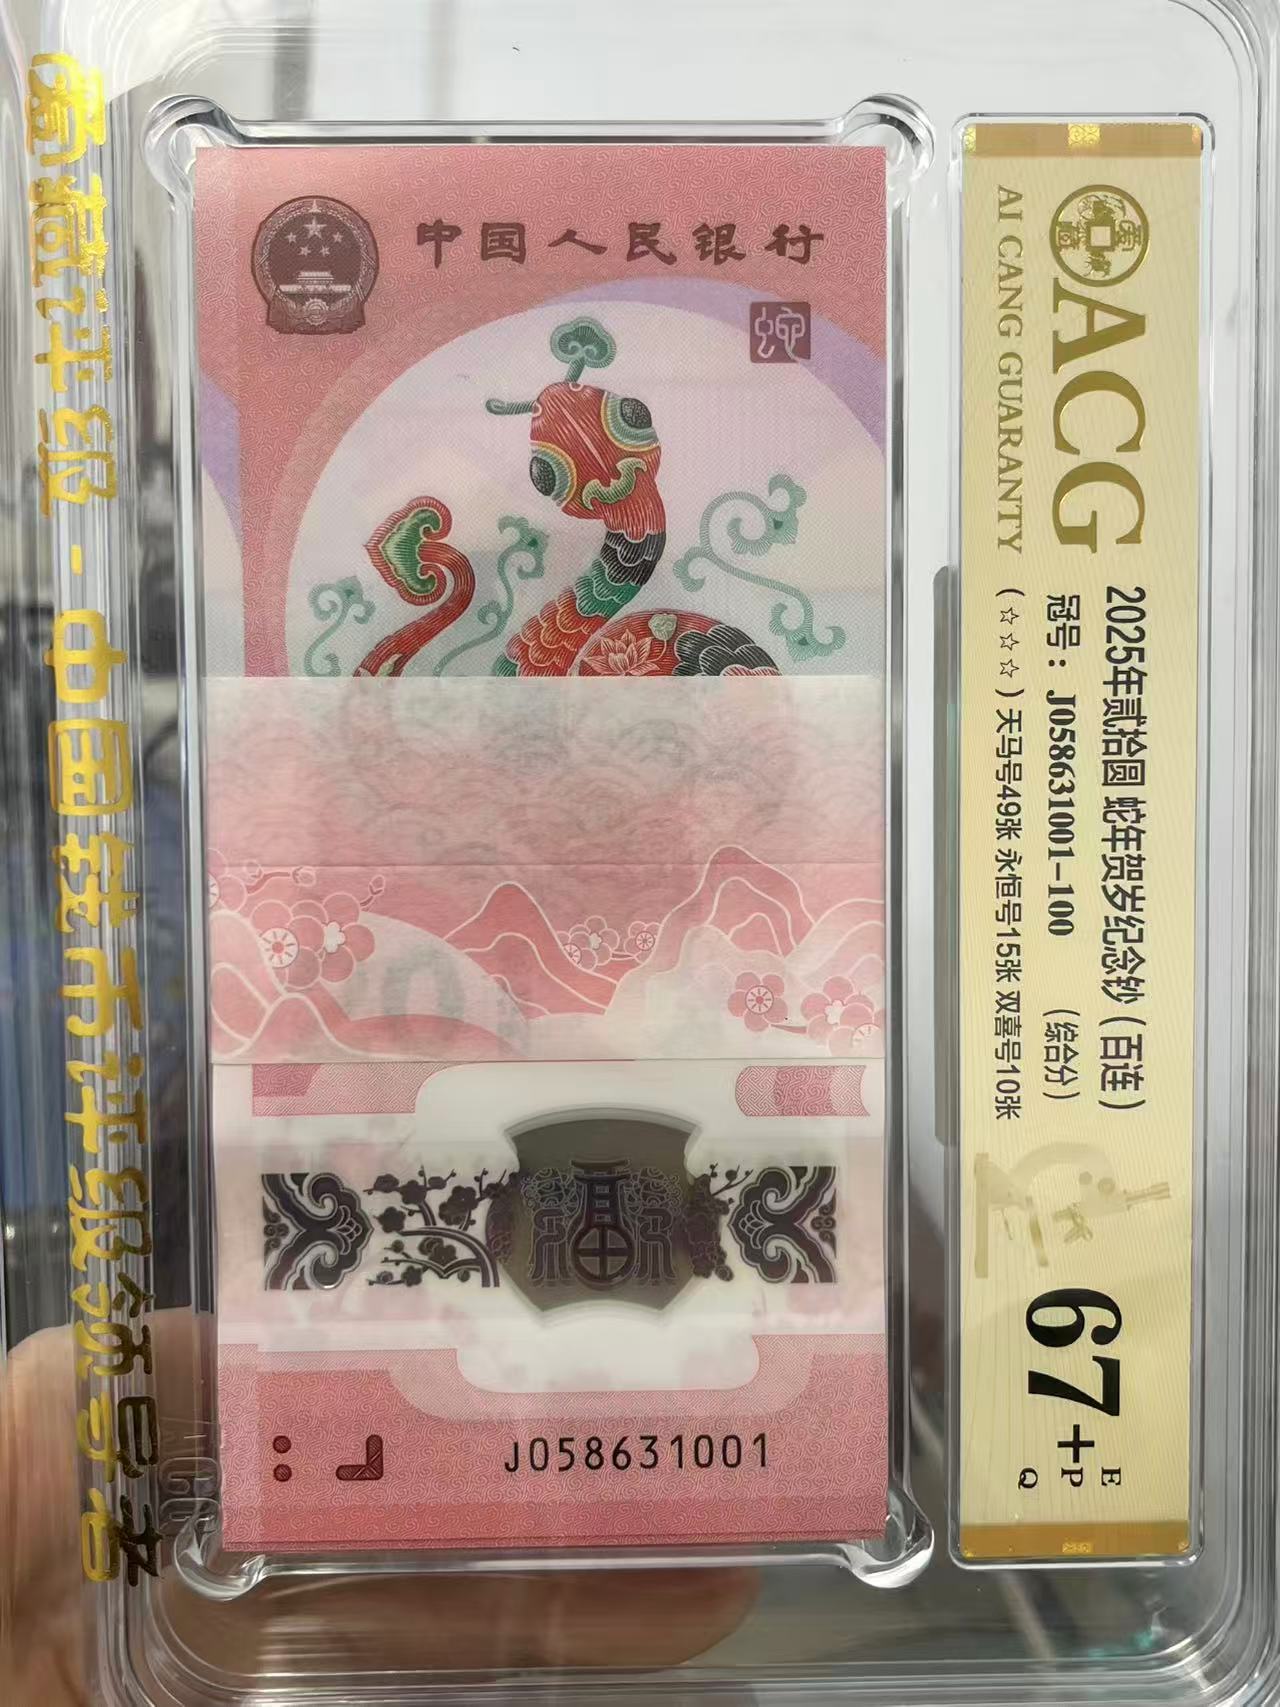 爱藏评级-中国钱币评级领导者
中国人民银行
蛇
福
J058631001
ACG
AI CANG GUARANTY
2025年贰拾圆 蛇年贺岁纪念钞（百连）
冠号：J058631001-100 （综合分）
（☆☆☆）天马号49张 永恒号15张 双喜号10张
67+
E
P
Q